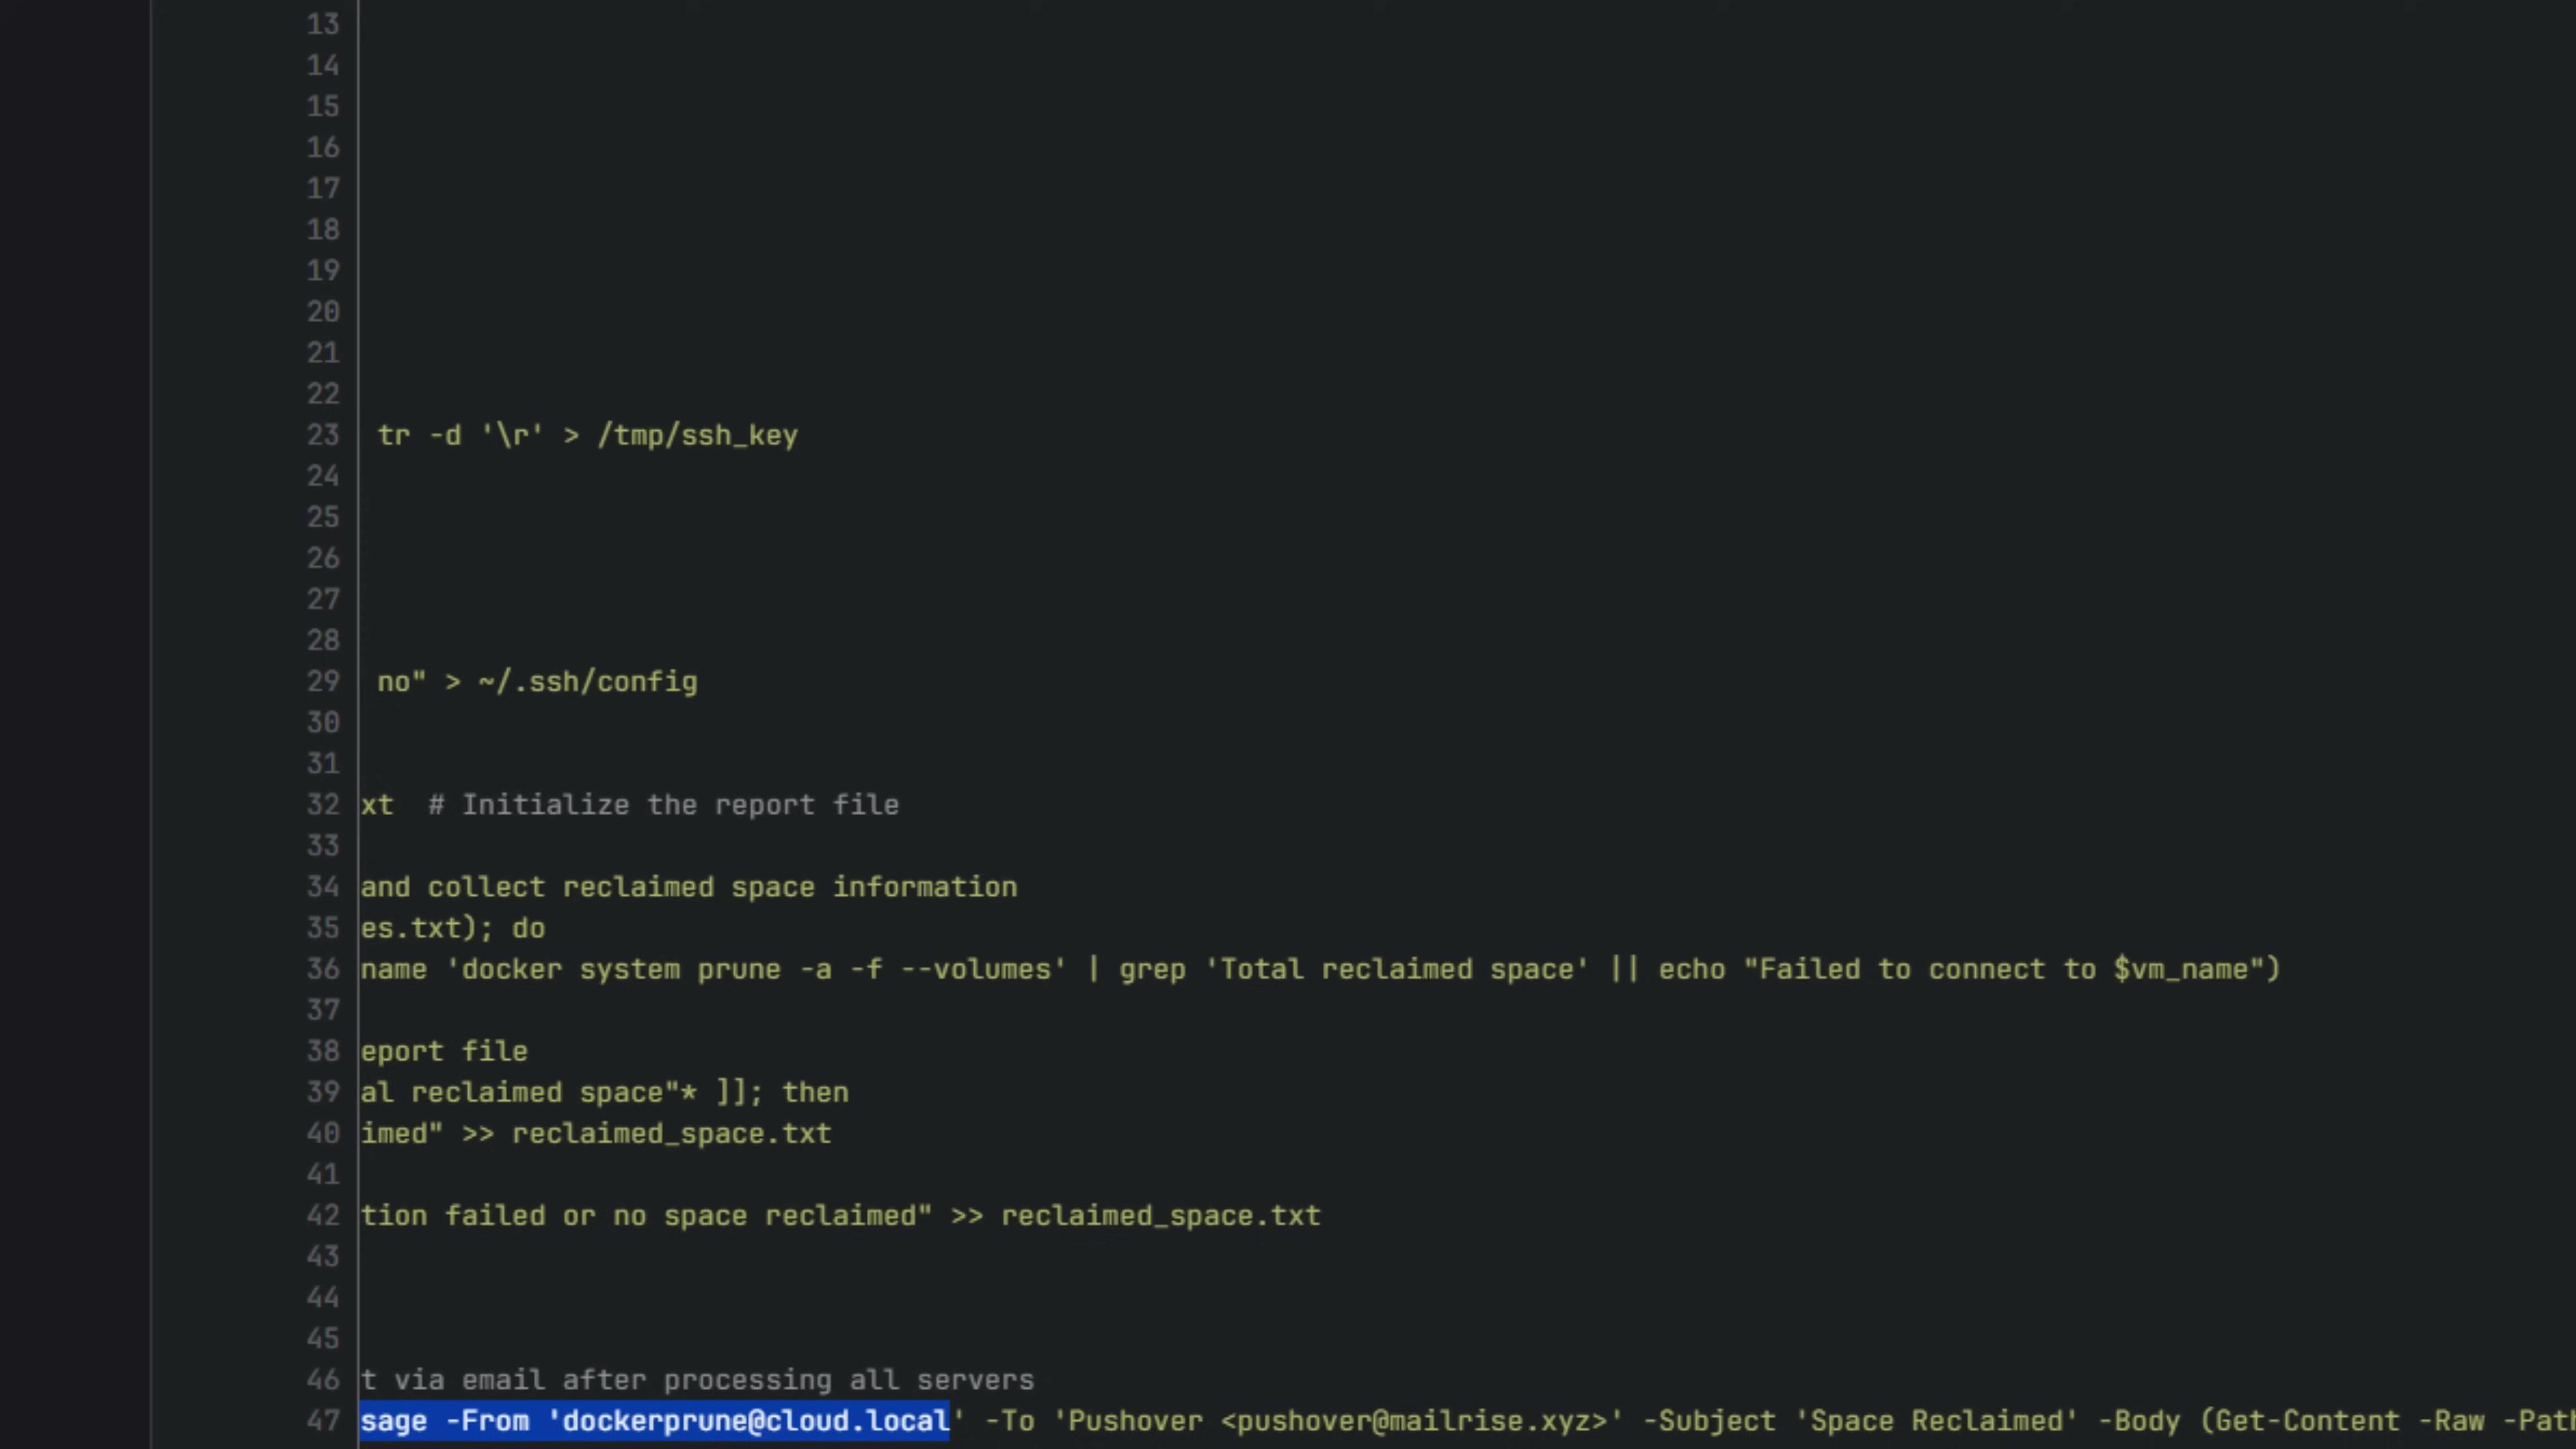 13
14
15
16
17
18
19
20
21
22
23 tr -d '\r' > /tmp/ssh_key
24
25
26
27
28
29 no" > ~/.ssh/config
30
31
32 xt  # Initialize the report file
33
34 and collect reclaimed space information
35 es.txt); do
36 name 'docker system prune -a -f --volumes' | grep 'Total reclaimed space' || echo "Failed to connect to $vm_name")
37
38 eport file
39 al reclaimed space"* ]]; then
40 imed" >> reclaimed_space.txt
41
42 tion failed or no space reclaimed" >> reclaimed_space.txt
43
44
45
46 t via email after processing all servers
47 sage -From 'dockerprune@cloud.local' -To 'Pushover <pushover@mailrise.xyz>' -Subject 'Space Reclaimed' -Body (Get-Content -Raw -Pat